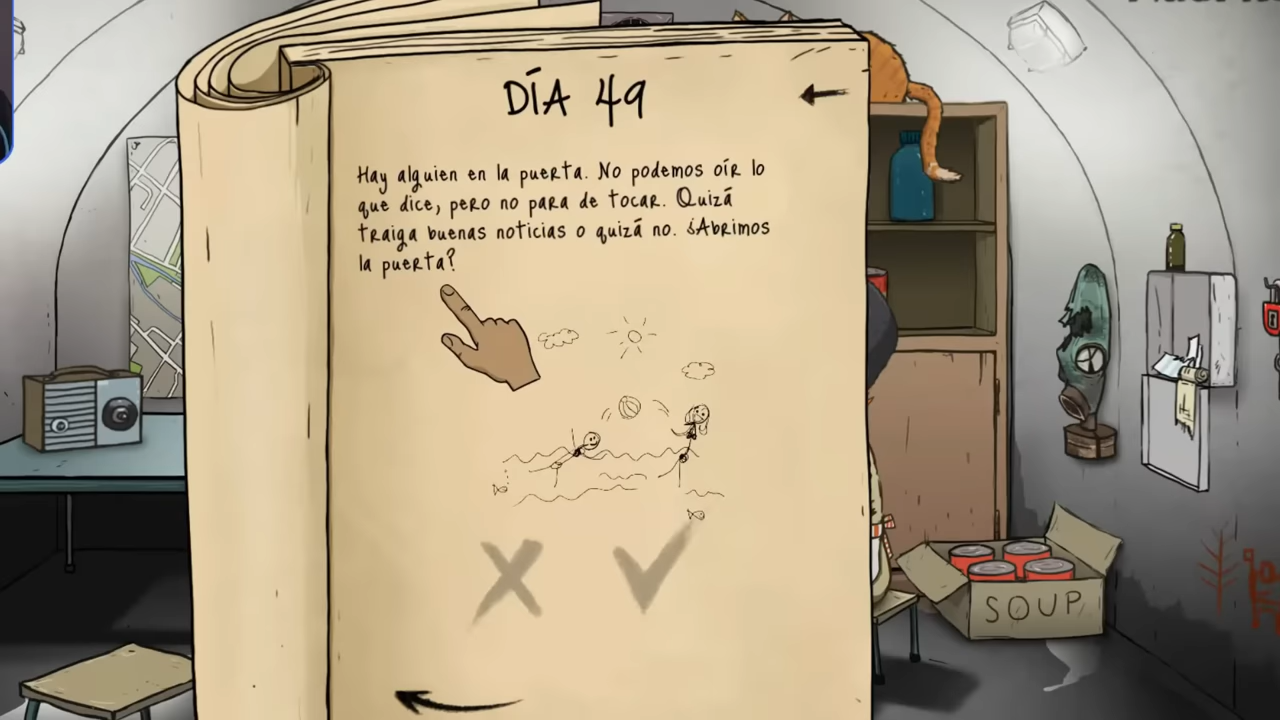 DÍA 49
Hay alguien en la puerta. No podemos oír lo
que dice, pero no para de tocar. Quizá
traiga buenas noticias o quizá no. ¿Abrimos
la puerta?
SOUP